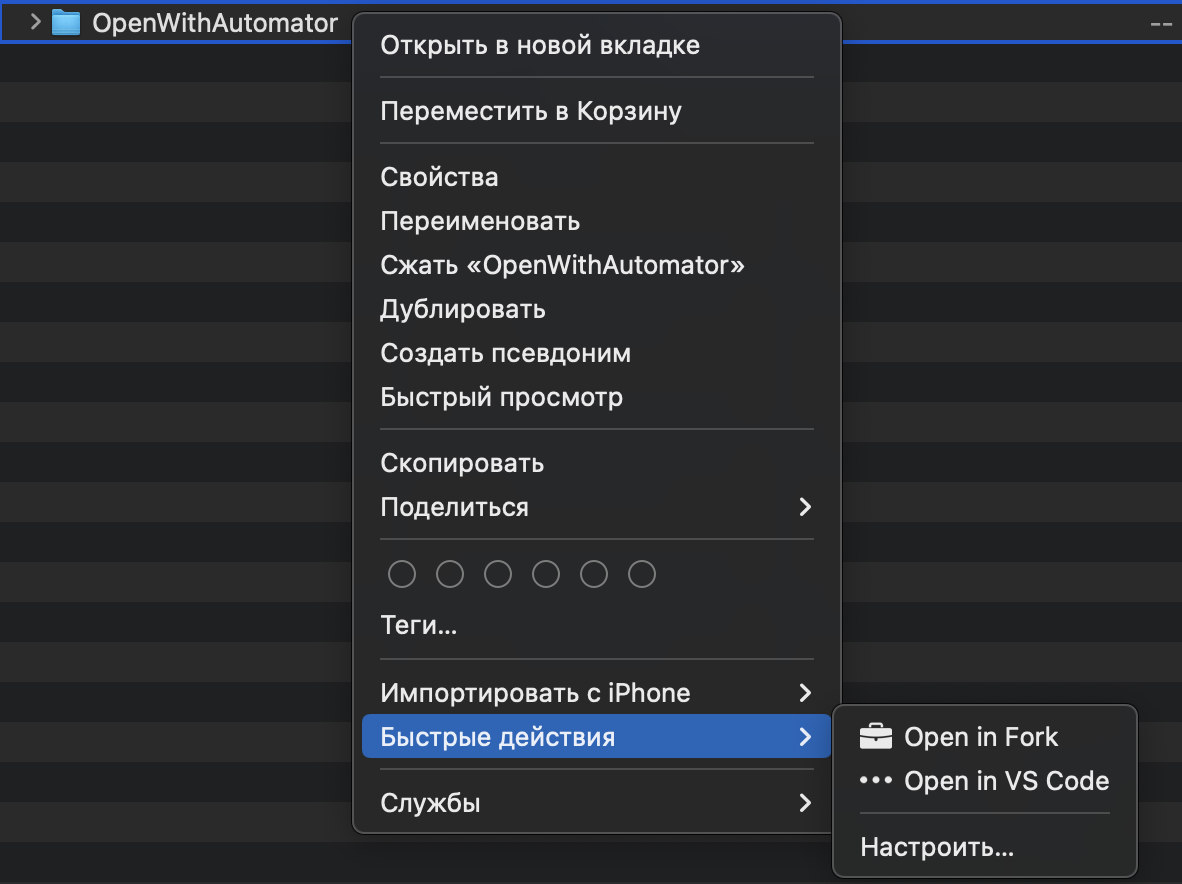 OpenWithAutomator
--
Открыть в новой вкладке
Переместить в Корзину
Свойства
Переименовать
Сжать «OpenWithAutomator»
Дублировать
Создать псевдоним
Быстрый просмотр
Скопировать
Поделиться
Теги...
Импортировать с iPhone
Быстрые действия
Службы
Open in Fork
Open in VS Code
Настроить...